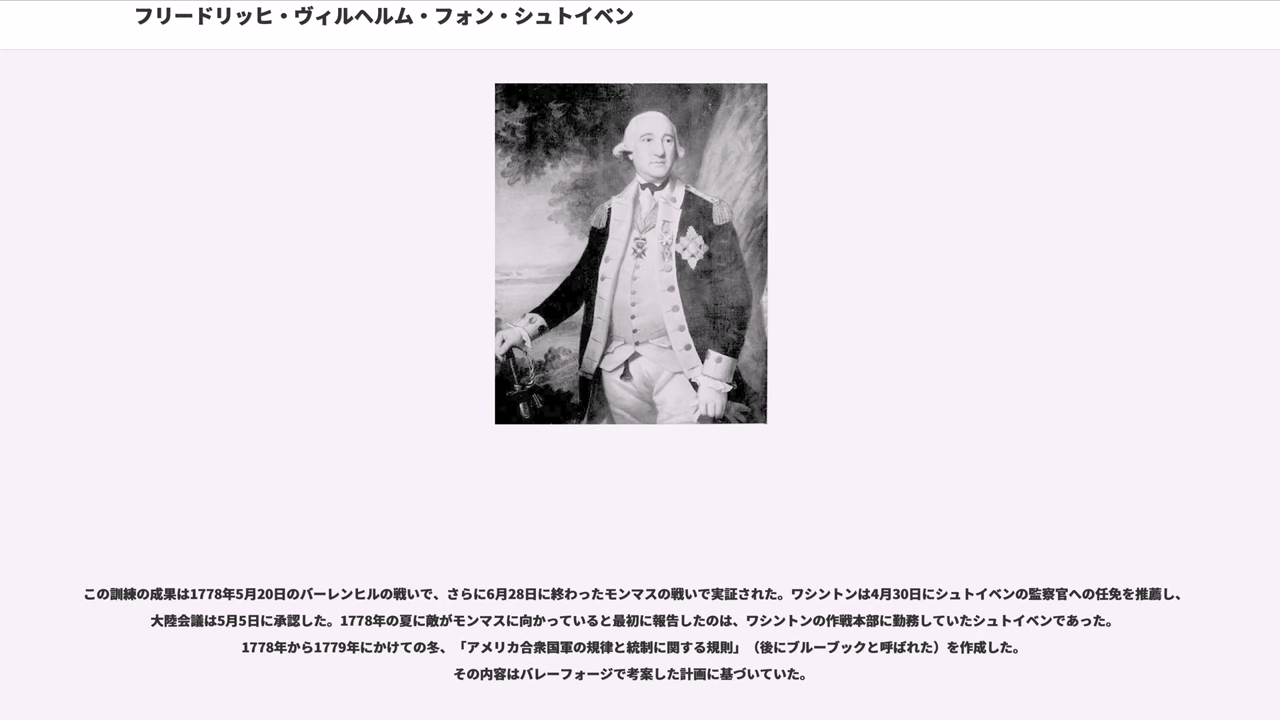 フリードリッヒ・ヴィルヘルム・フォン・シュトイベン
この訓練の成果は1778年5月20日のバーレンヒルの戦いで、さらに6月28日に終わったモンマスの戦いで実証された。ワシントンは4月30日にシュトイベンの監察官への任免を推薦し、
大陸会議は5月5日に承認した。1778年の夏に敵がモンマスに向かっていると最初に報告したのは、ワシントンの作戦本部に勤務していたシュトイベンであった。
1778年から1779年にかけての冬、「アメリカ合衆国軍の規律と統制に関する規則」（後にブルーブックと呼ばれた）を作成した。
その内容はバレーフォージで考案した計画に基づいていた。